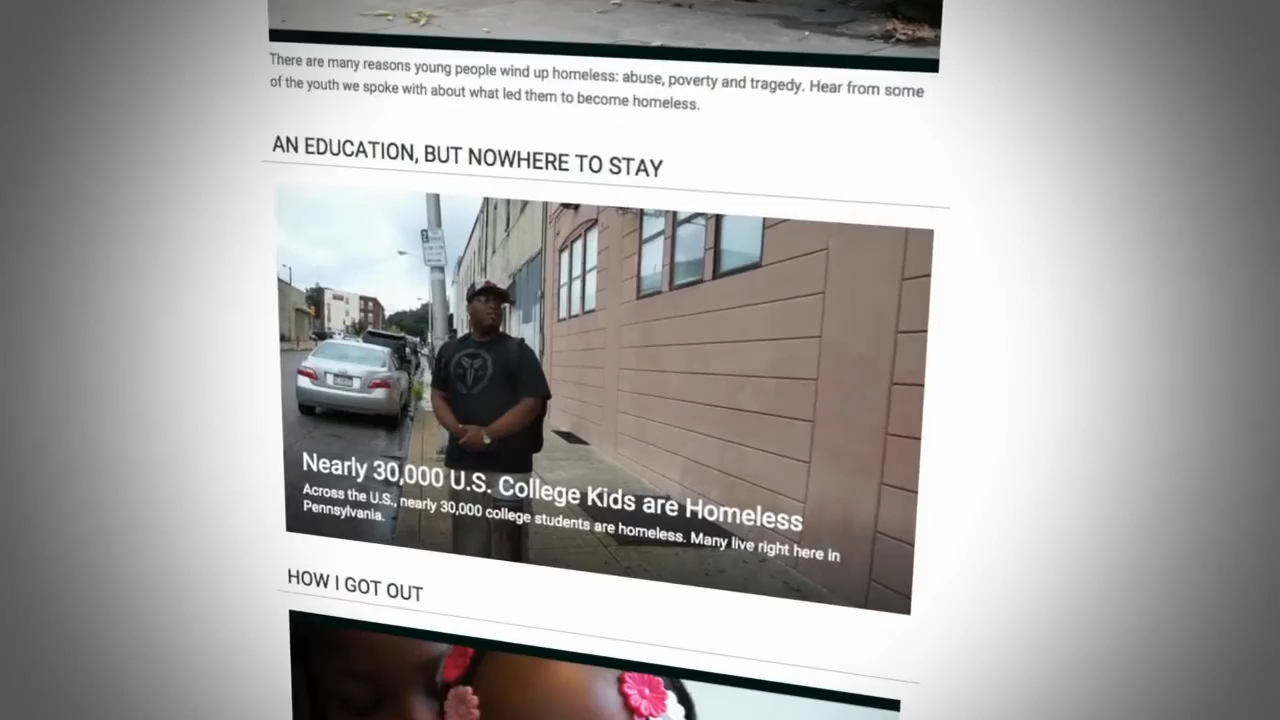 There are many reasons young people wind up homeless: abuse, poverty and tragedy. Hear from some
of the youth we spoke with about what led them to become homeless.
AN EDUCATION, BUT NOWHERE TO STAY
Nearly 30,000 U.S. College Kids are Homeless
Across the U.S., nearly 30,000 college students are homeless. Many live right here in
Pennsylvania.
HOW I GOT OUT